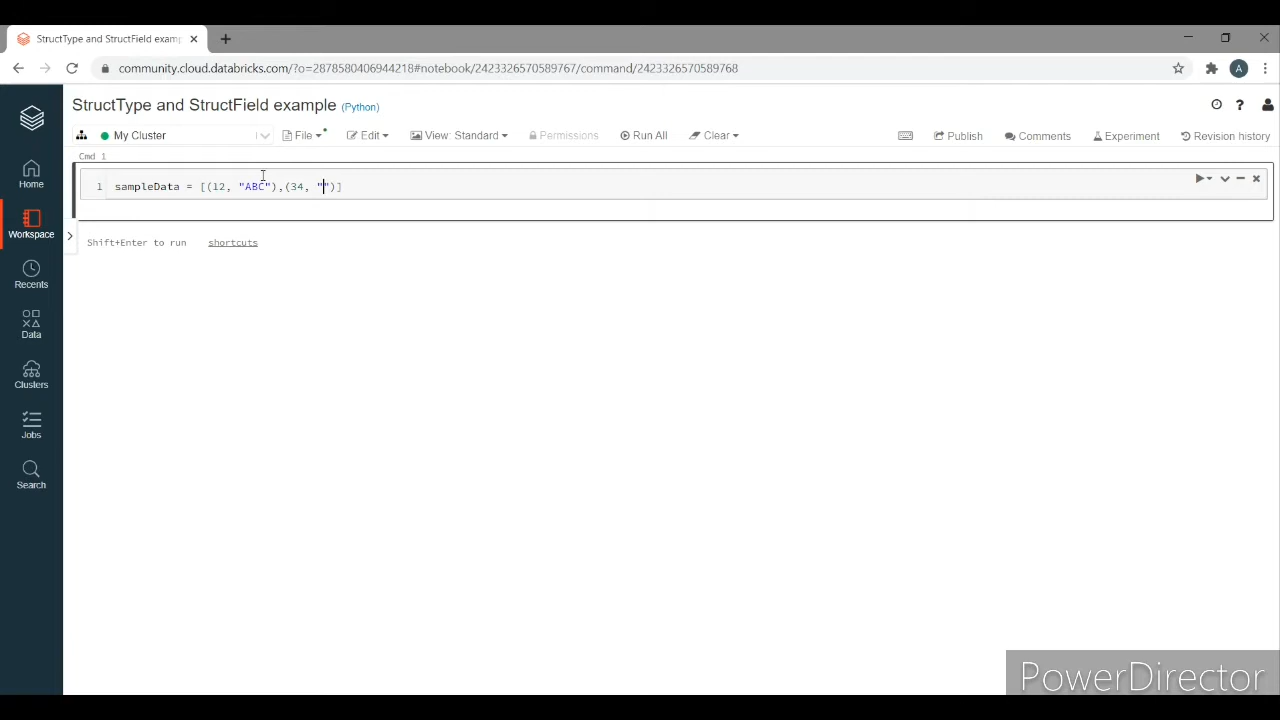 StructType and StructField examp
community.cloud.databricks.com/?o=2878580406944218#notebook/2423326570589767/command/2423326570589768
A
StructType and StructField example (Python)
My Cluster
File
Edit
View: Standard
Permissions
Run All
Clear
Publish
Comments
Experiment
Revision history
Cmd 1
1 sampleData = [(12, "ABC"),(34, "")]
Shift+Enter to run shortcuts
Home
Workspace
Recents
Data
Clusters
Jobs
Search
PowerDirector